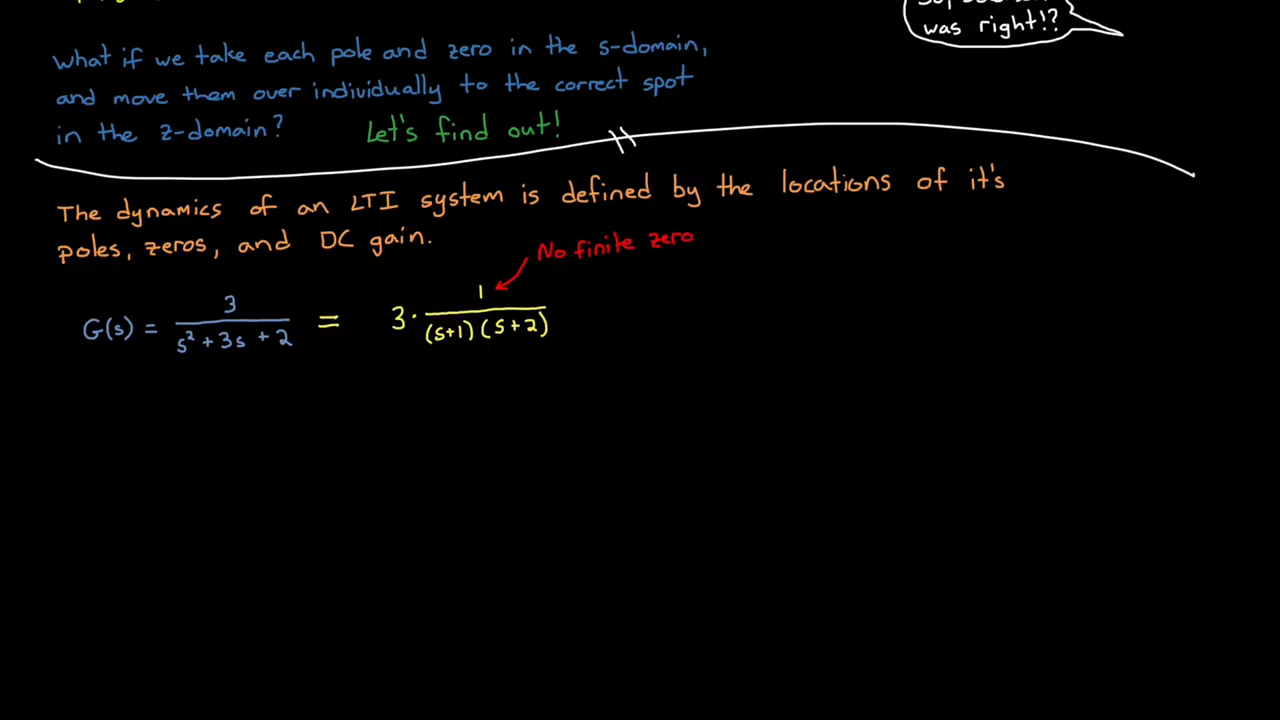 was right!?
what if we take each pole and zero in the s-domain,
and move them over individually to the correct spot
in the z-domain? Let's find out!
The dynamics of an LTI system is defined by the locations of it's
poles, zeros, and DC gain.
No finite zero
G(s) = 3 / (s² + 3s + 2) = 3 · 1 / ((s+1)(s+2))